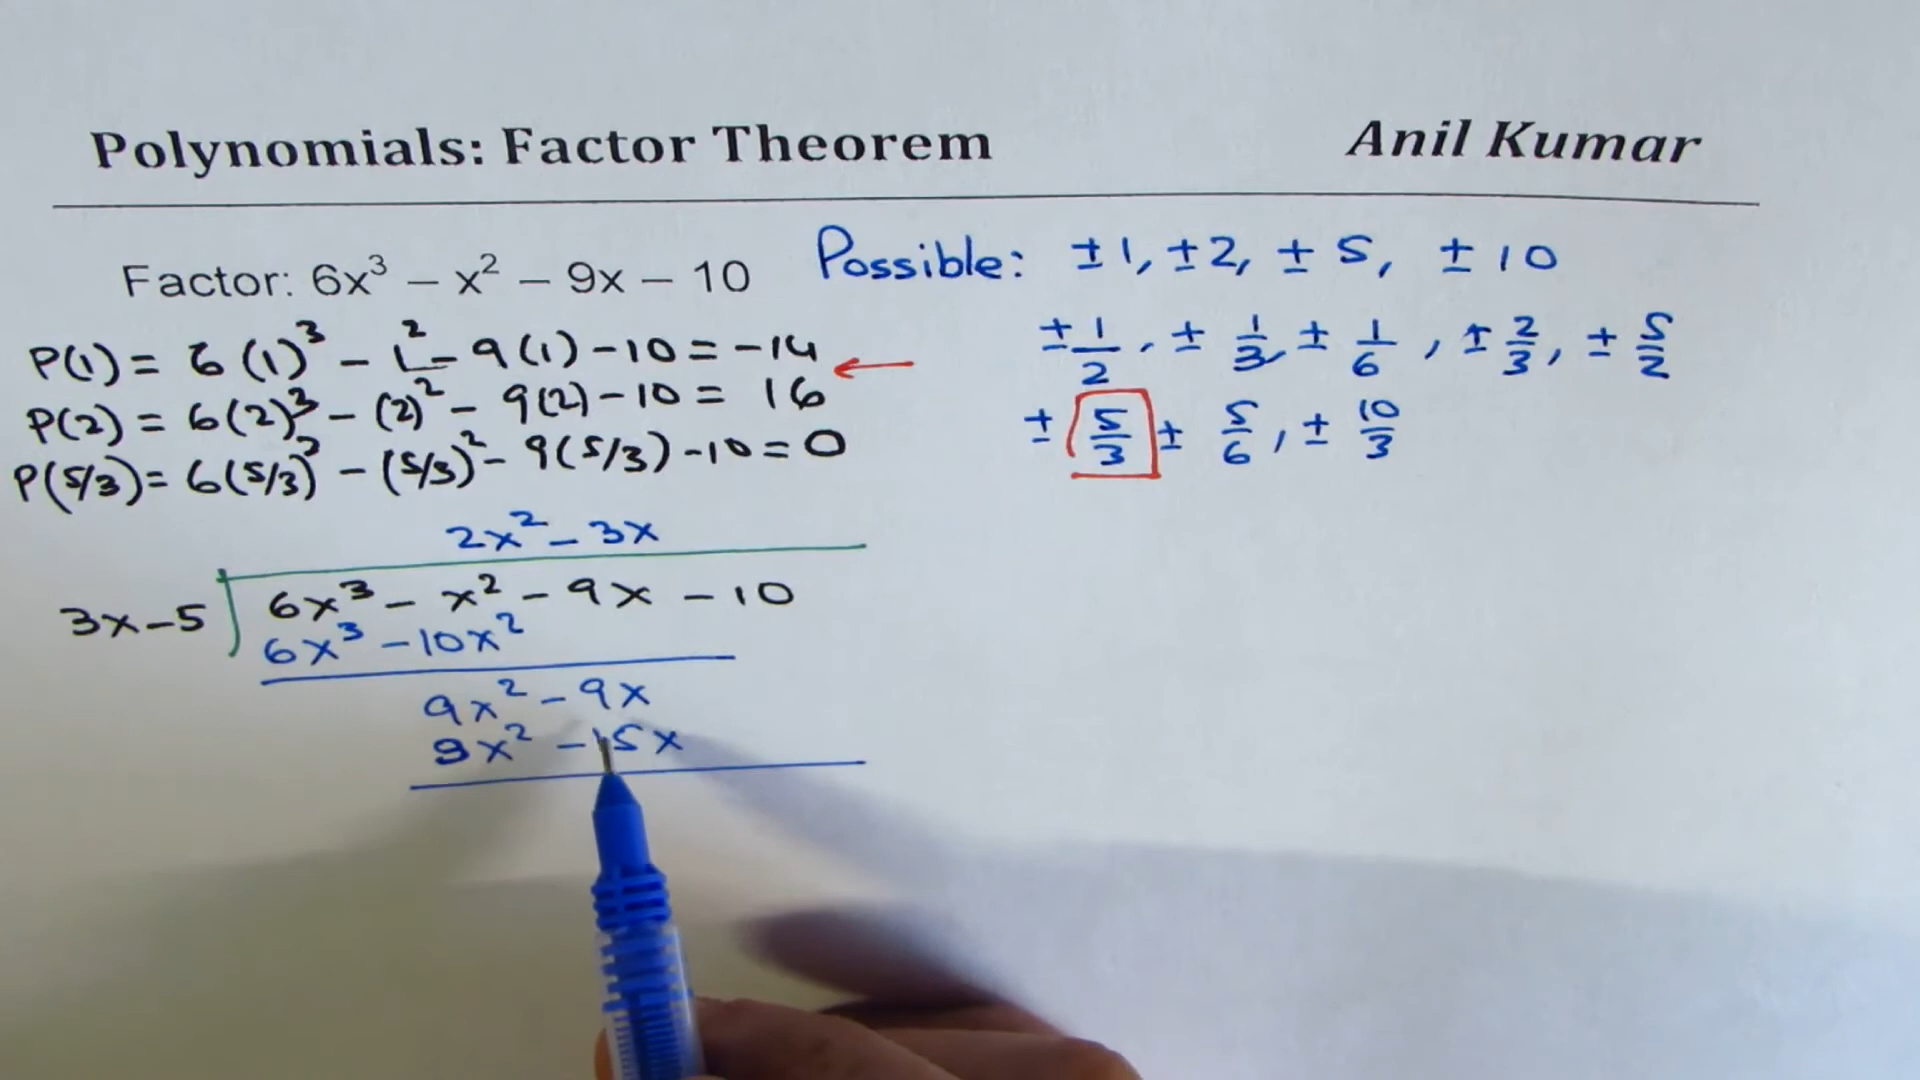 Polynomials: Factor Theorem Anil Kumar
Factor: 6x³ – x² – 9x – 10
Possible: ±1, ±2, ±5, ±10
±1/2, ±1/3, ±1/6, ±2/3, ±5/2
±5/3 ±5/6, ±10/3
P(1) = 6(1)³ - 1² - 9(1) - 10 = -14
P(2) = 6(2)³ - (2)² - 9(2) - 10 = 16
P(5/3) = 6(5/3)³ - (5/3)² - 9(5/3) - 10 = 0
2x² - 3x
3x - 5 6x³ - x² - 9x - 10
6x³ - 10x²
9x² - 9x
9x² - 15x